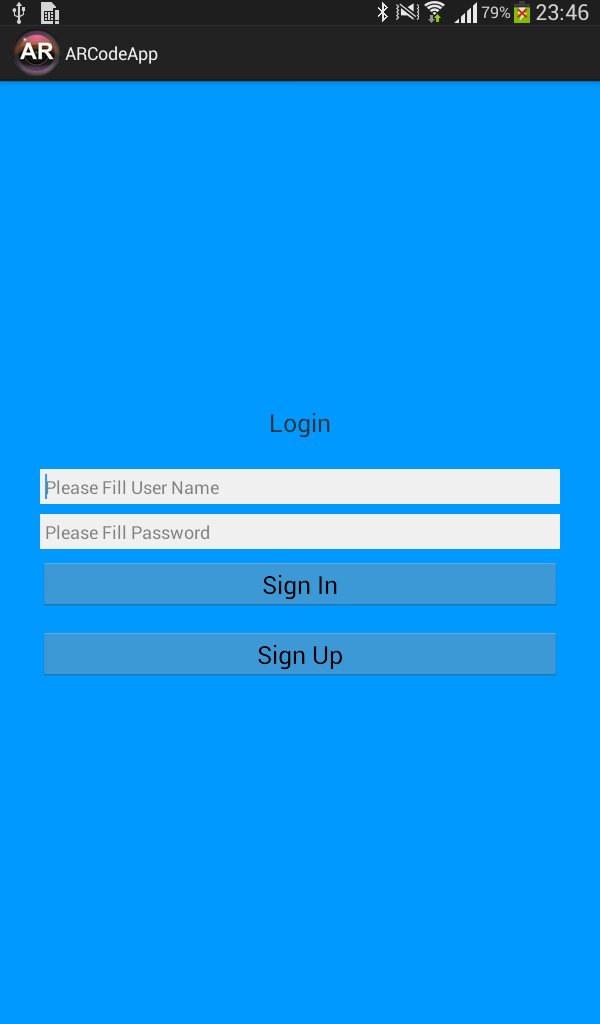 79% 23:46
AR ARCodeApp
Login
Please Fill User Name
Please Fill Password
Sign In
Sign Up